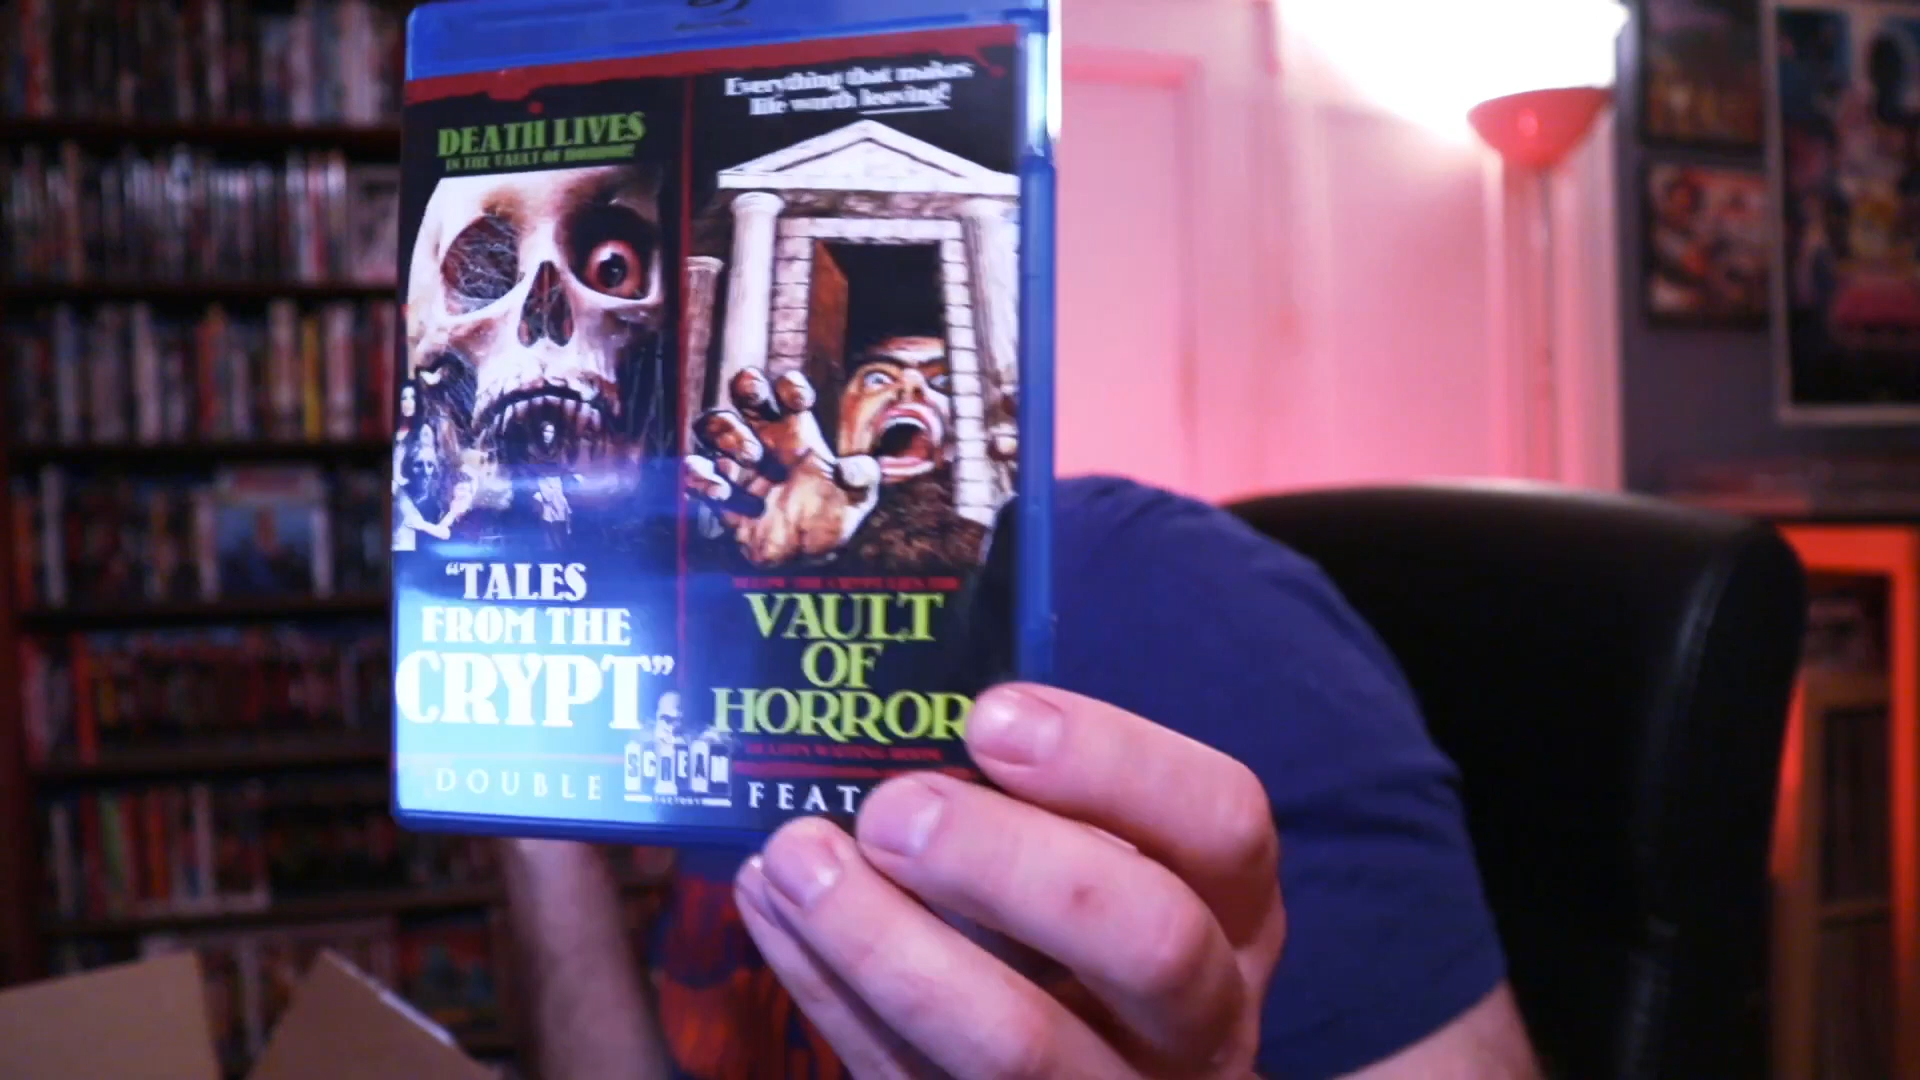 Everything that makes
life worth leaving!
DEATH LIVES
IN THE VAULT OF HORROR!
"TALES
FROM THE
CRYPT"
VAULT
OF
HORROR
DOUBLE
SCREAM
FACTORY
FEAT